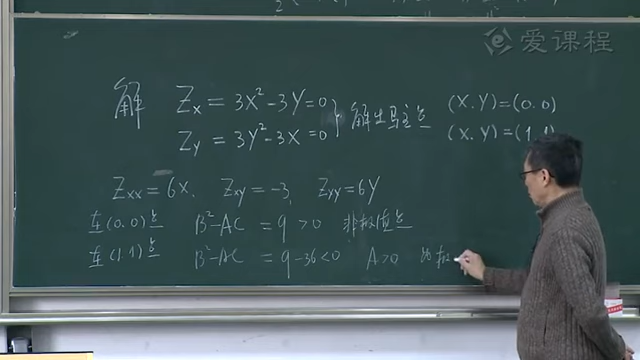 爱课程
解 Zx = 3X² - 3Y = 0 解出驻点 (X.Y)=(0.0)
Zy = 3Y² - 3X = 0 (X.Y)=(1.1)
Zxx = 6X. Zxy = -3, Zyy = 6Y
在(0.0)点 B²-AC = 9 > 0 非极值点
在(1.1)点 B²-AC = 9-36<0 A>0 为极